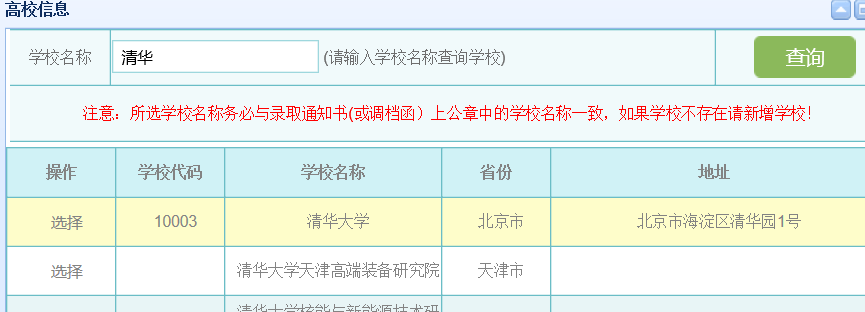 高校信息
学校名称 清华 (请输入学校名称查询学校) 查询
注意：所选学校名称务必与录取通知书(或调档函）上公章中的学校名称一致，如果学校不存在请新增学校！
操作 学校代码 学校名称 省份 地址
选择 10003 清华大学 北京市 北京市海淀区清华园1号
选择 清华大学天津高端装备研究院 天津市
清华大学核能与新能源技术研